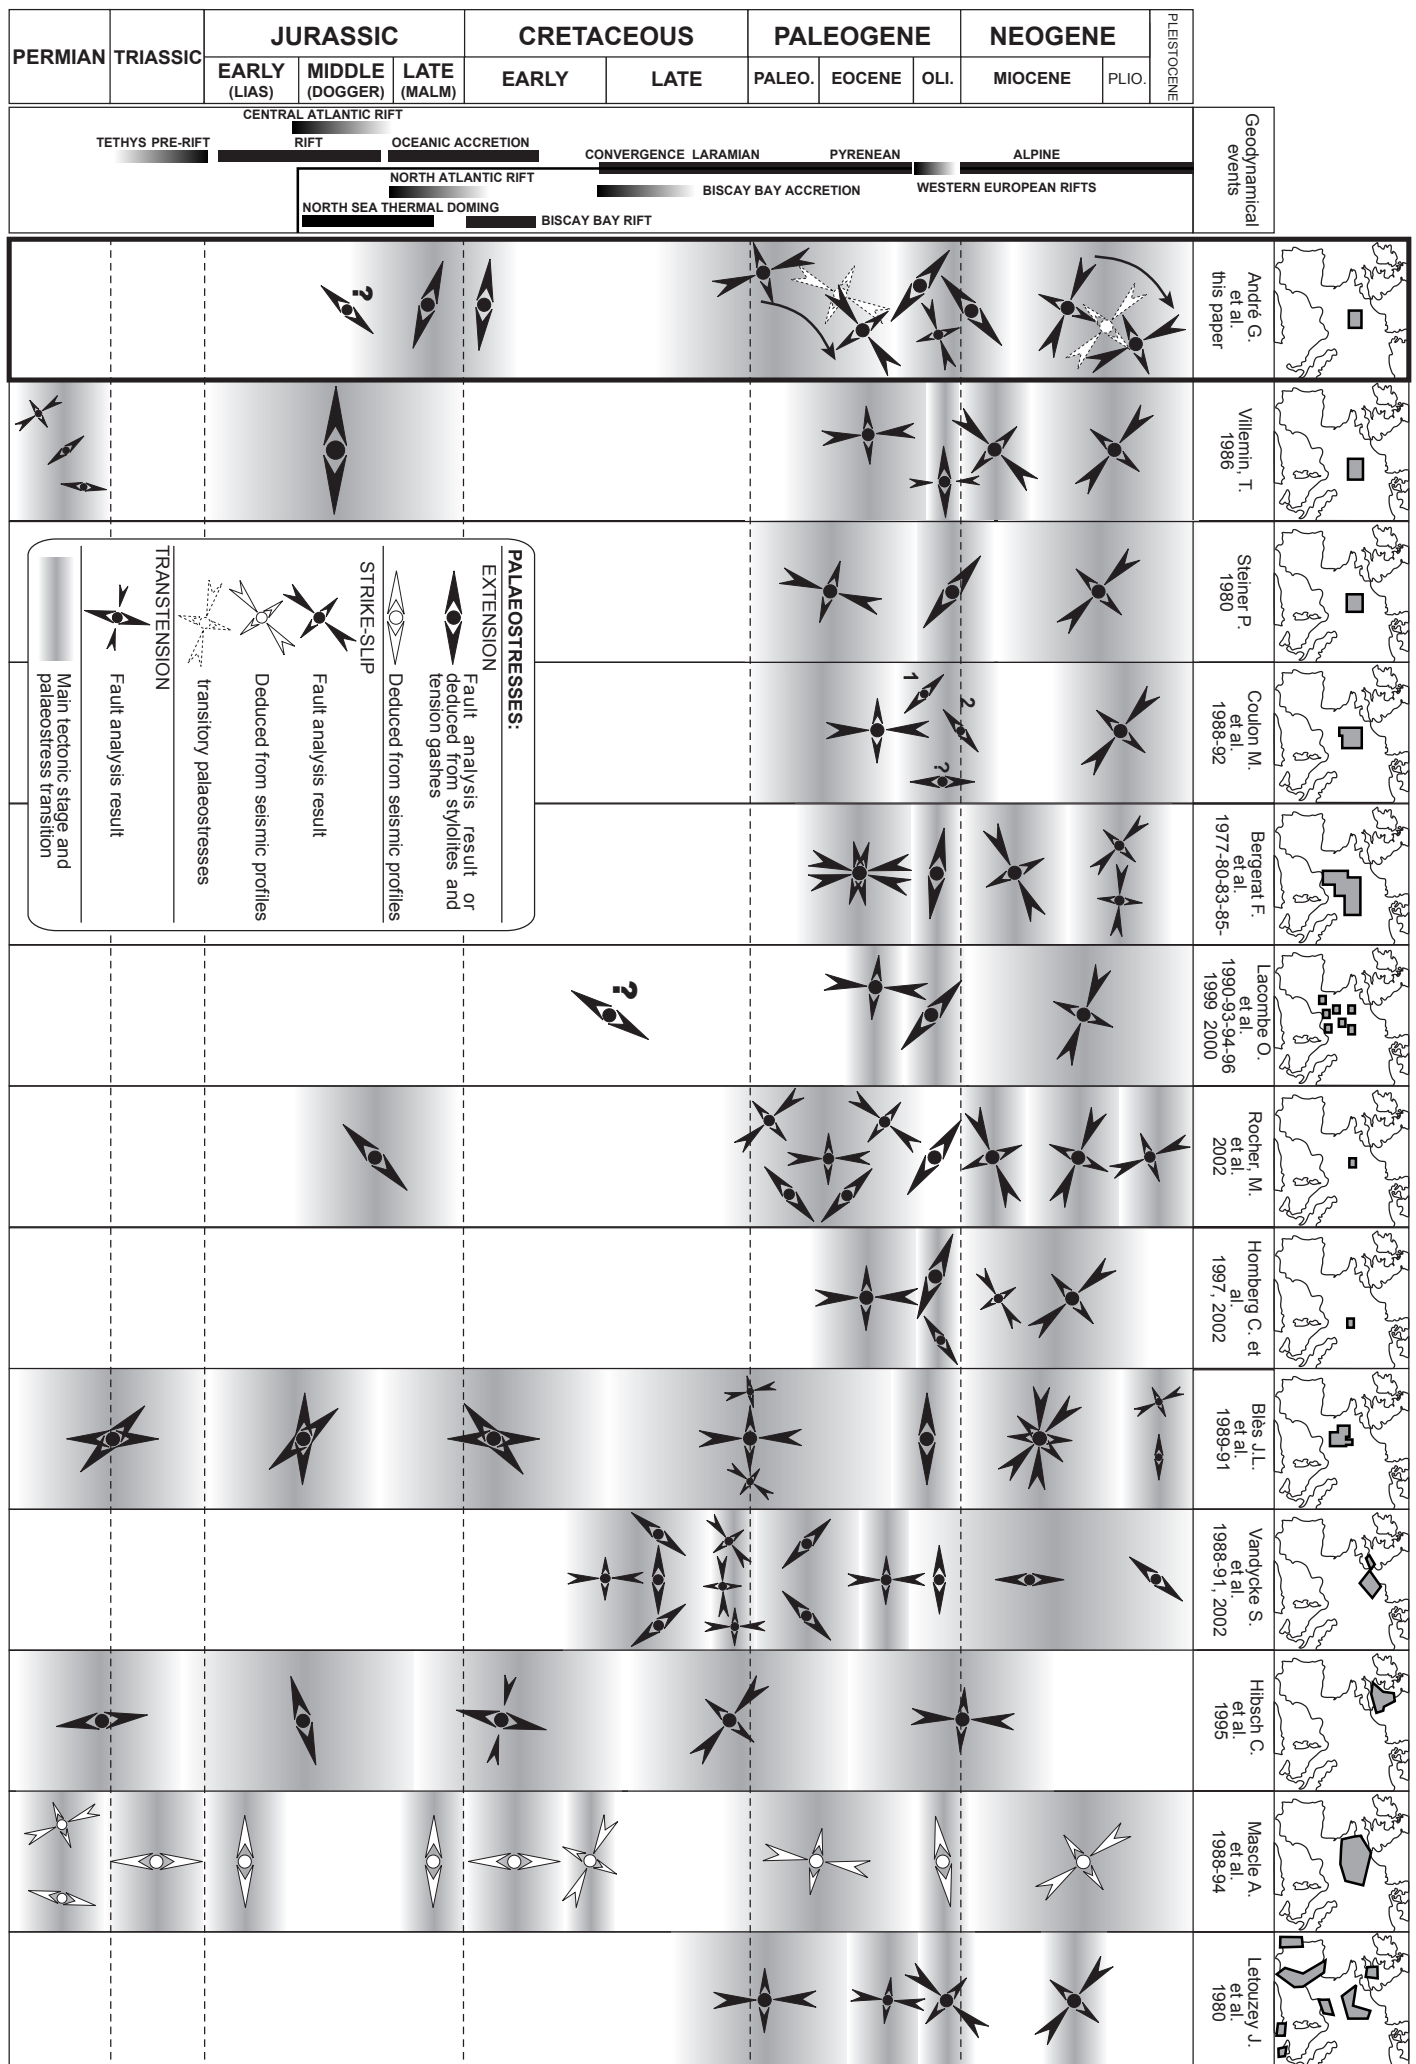 PERMIAN
TRIASSIC
JURASSIC
EARLY
(LIAS)
MIDDLE
(DOGGER)
LATE
(MALM)
CRETACEOUS
EARLY
LATE
PALEOGENE
PALEO.
EOCENE
OLI.
NEOGENE
MIOCENE
PLIO.
PLEISTOCENE
CENTRAL ATLANTIC RIFT
TETHYS PRE-RIFT
RIFT
OCEANIC ACCRETION
CONVERGENCE LARAMIAN
PYRENEAN
ALPINE
NORTH ATLANTIC RIFT
BISCAY BAY ACCRETION
WESTERN EUROPEAN RIFTS
NORTH SEA THERMAL DOMING
BISCAY BAY RIFT
Geodynamical
events
?
André G.
et al.
this paper
Villemin, T.
1986
Steiner P.
1980
1
2
?
Coulon M.
et al.
1988-92
Bergerat F.
et al.
1977-80-83-85-
?
Lacombe O.
et al.
1990-93-94-96
1999 2000
Rocher, M.
et al.
2002
Homberg C. et
al.
1997, 2002
Blès J.L.
et al.
1989-91
Vandycke S.
et al.
1988-91, 2002
Hibsch C.
et al.
1995
Mascle A.
et al.
1988-94
Letouzey J.
et al.
1980
PALAEOSTRESSES:
EXTENSION
Fault analysis result or
deduced from stylolites and
tension gashes
Deduced from seismic profiles
STRIKE-SLIP
Fault analysis result
Deduced from seismic profiles
transitory palaeostresses
TRANSTENSION
Fault analysis result
Main tectonic stage and
palaeostress transition